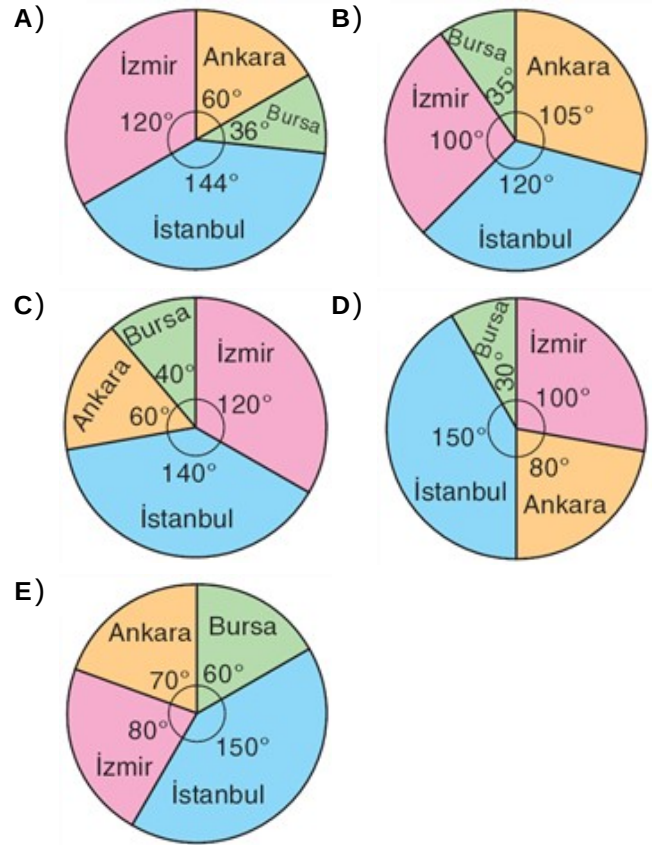 A)
İzmir
Ankara
120°
60°
36°
Bursa
144°
İstanbul
B)
Bursa
35°
Ankara
İzmir
105°
100°
120°
İstanbul
C)
Bursa
40°
İzmir
Ankara
60°
120°
140°
İstanbul
D)
Bursa
30°
İzmir
100°
150°
80°
İstanbul
Ankara
E)
Ankara
Bursa
70°
60°
80°
150°
İzmir
İstanbul